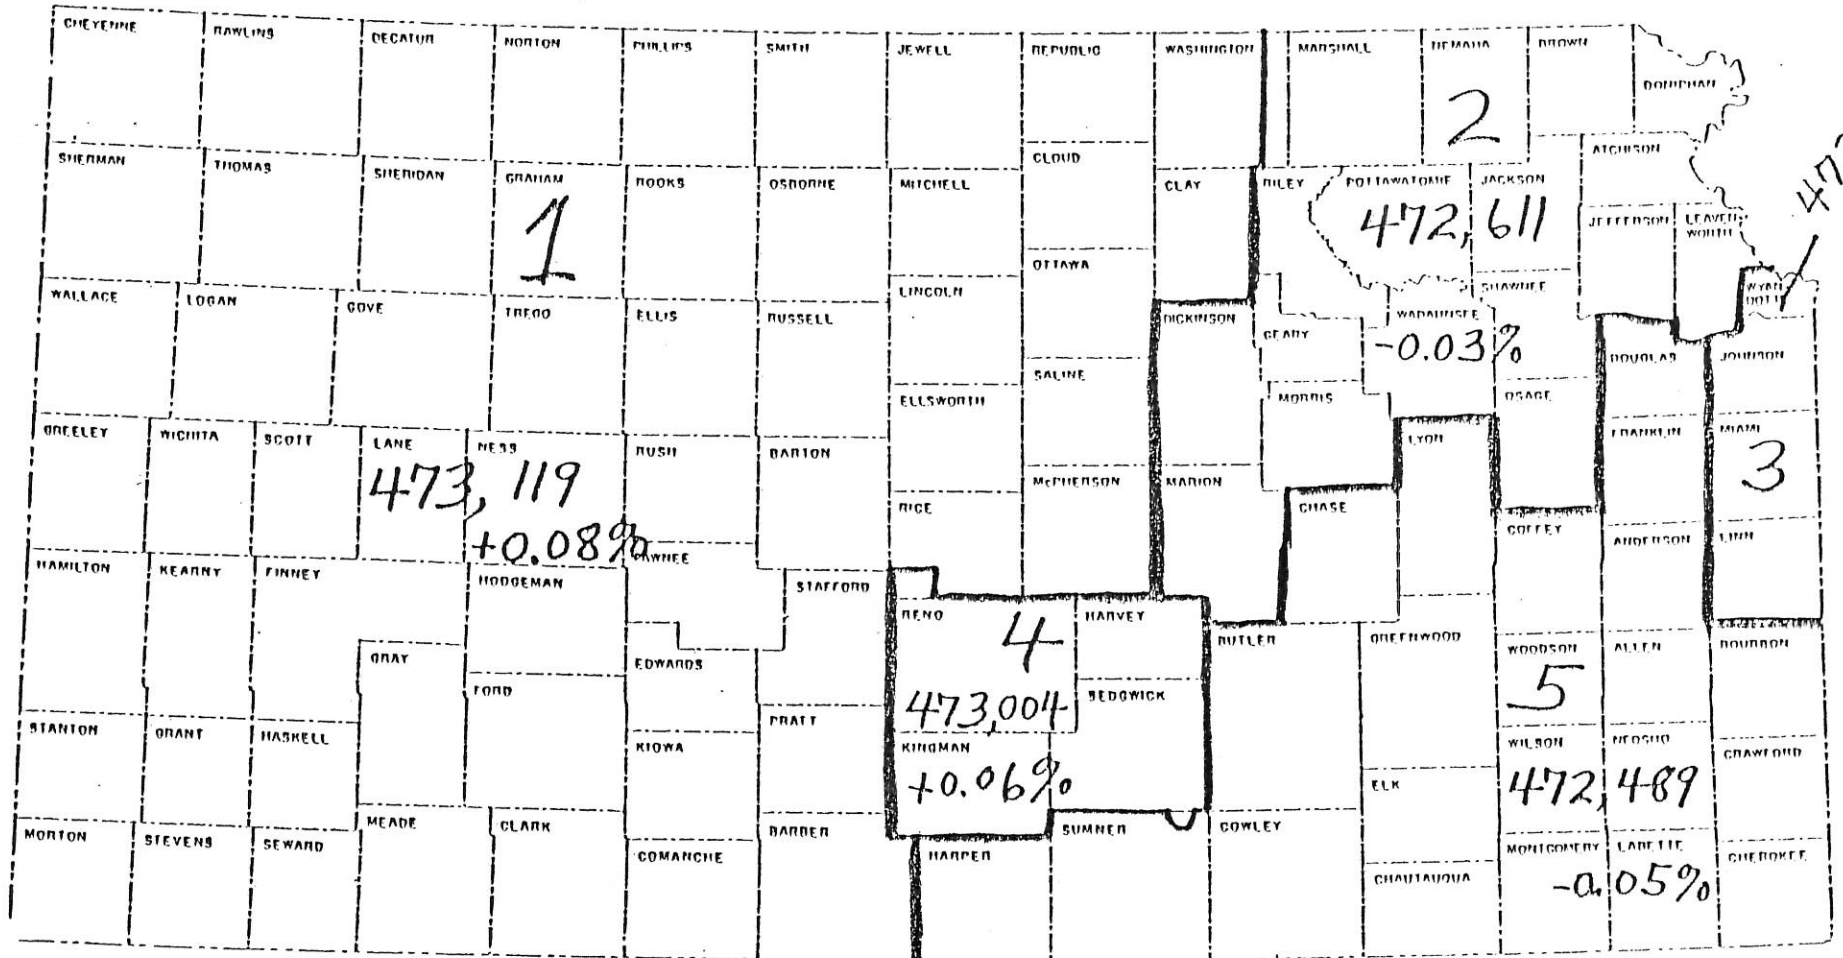 CHEYENNE RAWLINS DECATUR NORTON PHILLIPS SMITH JEWELL REPUBLIC WASHINGTON MARSHALL NEMAHA BROWN
DONIPHAN
2
SHERMAN THOMAS SHERIDAN GRAHAM ROOKS OSBORNE MITCHELL CLOUD CLAY RILEY POTTAWATOMIE JACKSON ATCHISON
1
472,611
JEFFERSON LEAVEN-
WORTH
47
WALLACE LOGAN GOVE TREGO ELLIS RUSSELL LINCOLN OTTAWA DICKINSON GEARY WABAUNSEE SHAWNEE WYAN
DOTTE
-0.03%
SALINE DOUGLAS JOHNSON
ELLSWORTH MORRIS OSAGE
GREELEY WICHITA SCOTT LANE NESS RUSH BARTON LYON FRANKLIN MIAMI
3
473,119
McPHERSON MARION
+0.08%
RICE CHASE COFFEY ANDERSON LINN
HAMILTON KEARNY FINNEY HODGEMAN PAWNEE STAFFORD
RENO HARVEY
4
BUTLER GREENWOOD WOODSON ALLEN BOURBON
5
GRAY EDWARDS
FORD SEDGWICK
473,004
STANTON GRANT HASKELL KIOWA PRATT KINGMAN WILSON NEOSHO CRAWFORD
+0.06%
ELK
472,489
MORTON STEVENS SEWARD MEADE CLARK COMANCHE BARBER HARPER SUMNER COWLEY
CHAUTAUQUA MONTGOMERY LABETTE CHEROKEE
-0.05%